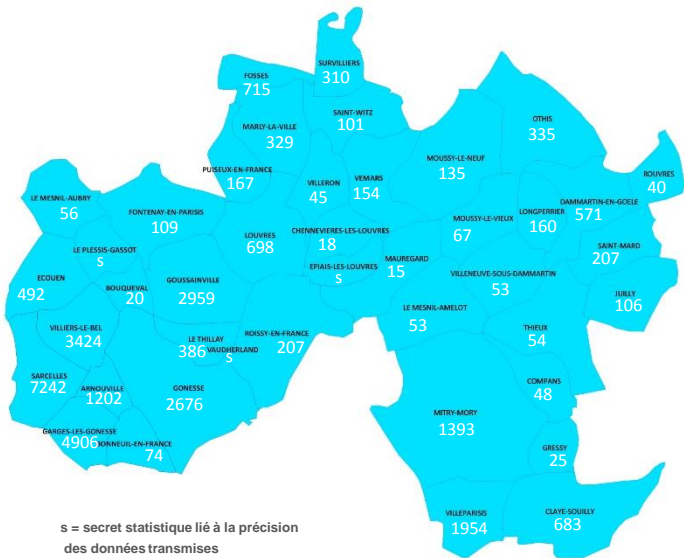 SURVILLIERS
310
FOSSES
715
SAINT-WITZ
101
OTHIS
335
MARLY-LA-VILLE
329
MOUSSY-LE-NEUF
135
ROUVRES
40
PUISEUX-EN-FRANCE
167
VILLERON
45
VEMARS
154
LE MESNIL-AUBRY
56
FONTENAY-EN-PARISIS
109
LONGPERRIER
160
DAMMARTIN-EN-GOELE
571
LOUVRES
698
CHENNEVIERES-LES-LOUVRES
18
MOUSSY-LE-VIEUX
67
SAINT-MARD
207
LE PLESSIS-GASSOT
s
EPIAIS-LES-LOUVRES
s
MAUREGARD
15
VILLENEUVE-SOUS-DAMMARTIN
53
ECOUEN
492
BOUQUEVAL
20
GOUSSAINVILLE
2959
JUILLY
106
LE MESNIL-AMELOT
53
VILLIERS-LE-BEL
3424
LE THILLAY
386
VAUDHERLAND
s
ROISSY-EN-FRANCE
207
THIEUX
54
SARCELLES
7242
ARNOUVILLE
1202
GONESSE
2676
COMPANS
48
MITRY-MORY
1393
GARGES-LES-GONESSE
4906
BONNEUIL-EN-FRANCE
74
GRESSY
25
VILLEPARISIS
1954
CLAYE-SOUILLY
683
s = secret statistique lié à la précision
des données transmises